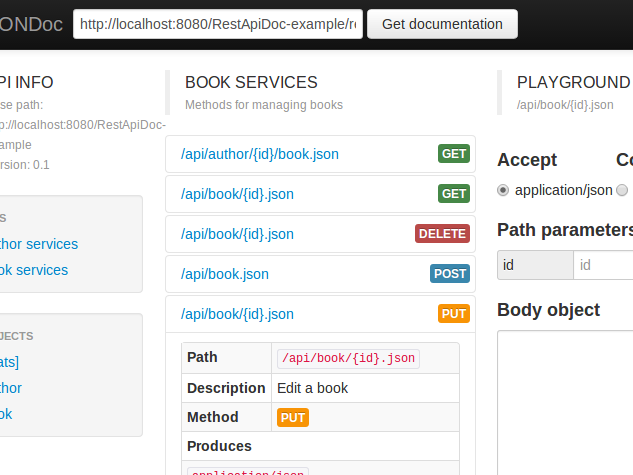 ONDoc http://localhost:8080/RestApiDoc-example/re Get documentation
PI INFO
se path:
p://localhost:8080/RestApiDoc-
ample
ersion: 0.1
S
thor services
ok services
JECTS
ats]
thor
ok
BOOK SERVICES
Methods for managing books
/api/author/{id}/book.json GET
/api/book/{id}.json GET
/api/book/{id}.json DELETE
/api/book.json POST
/api/book/{id}.json PUT
Path /api/book/{id}.json
Description Edit a book
Method PUT
Produces
application/json
PLAYGROUND
/api/book/{id}.json
Accept Co
application/json
Path parameters
id id
Body object